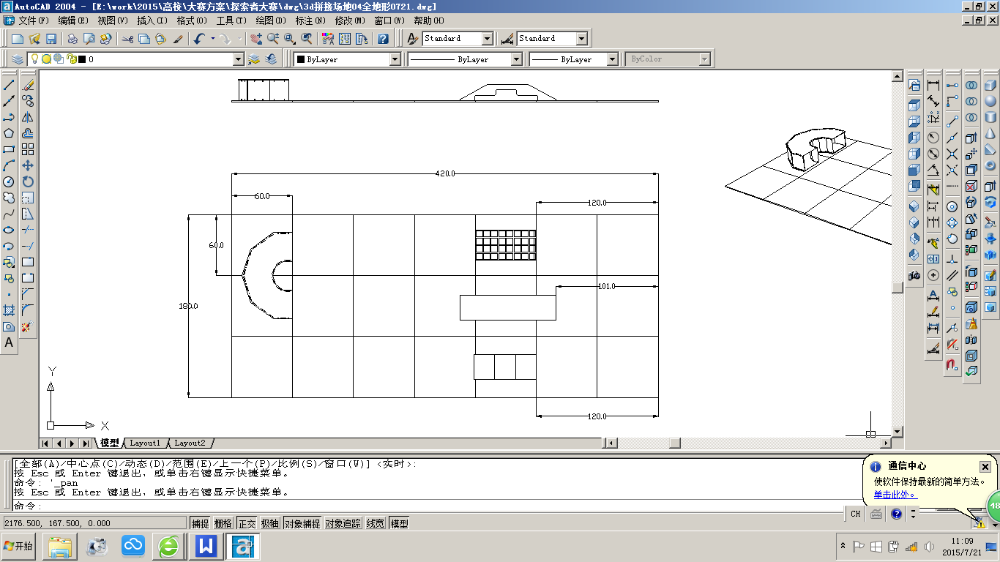 AutoCAD 2004 - [E:\work\2015\高校\大赛方案\探索者大赛\dwg\3d拼接场地04全地形0721.dwg]
文件(F) 编辑(E) 视图(V) 插入(I) 格式(O) 工具(T) 绘图(D) 标注(N) 修改(M) 窗口(W) 帮助(H)
Standard Standard
0 ByLayer ByLayer ByLayer ByColor
420.0
60.0
120.0
60.0
101.0
180.0
120.0
Y
X
A
模型 Layout1 Layout2
[全部(A)/中心点(C)/动态(D)/范围(E)/上一个(P)/比例(S)/窗口(W)] <实时>:
按 Esc 或 Enter 键退出，或单击右键显示快捷菜单。
命令: '_pan
按 Esc 或 Enter 键退出，或单击右键显示快捷菜单。
命令:
通信中心
使软件保持最新的简单方法。
单击此处。
48
CH
2176.500, 167.500, 0.000
捕捉 栅格 正交 极轴 对象捕捉 对象追踪 线宽 模型
开始
W
a
11:09
2015/7/21